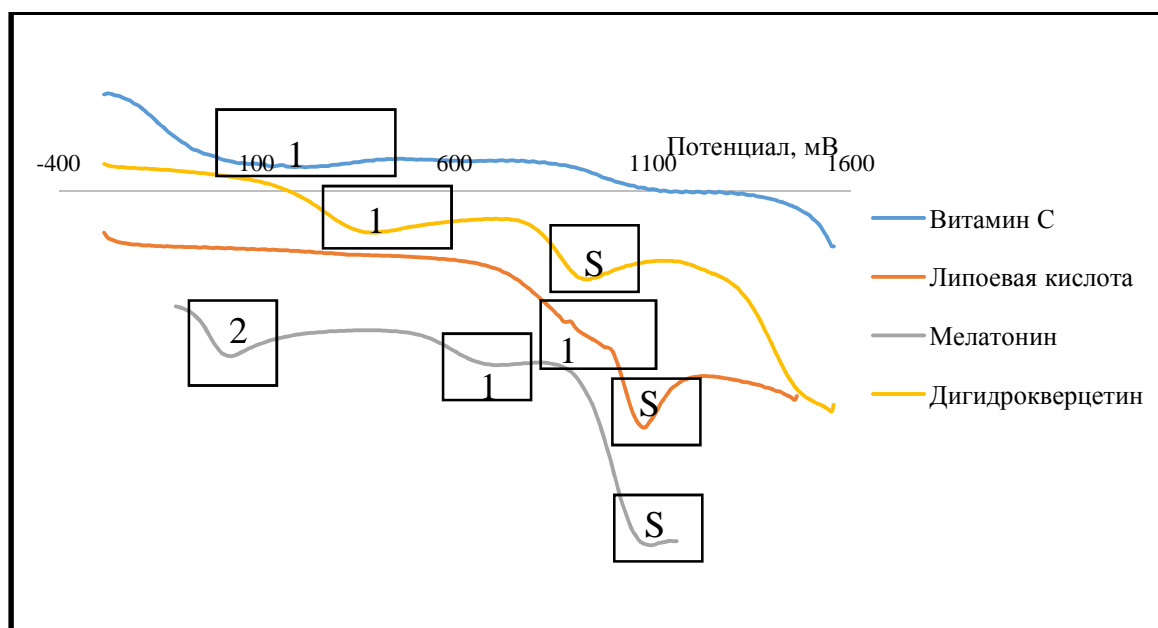 Потенциал, мВ
-400 100 600 1100 1600
1
1
S
2
1
1
S
S
Витамин С
Липоевая кислота
Мелатонин
Дигидрокверцетин